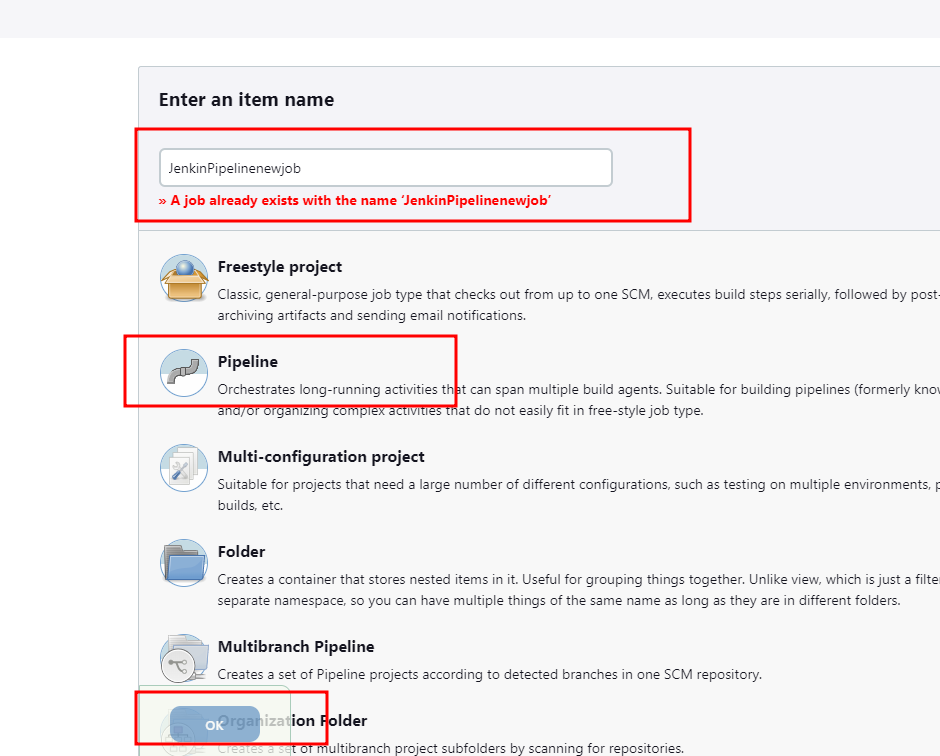 Enter an item name
JenkinPipelinenewjob
» A job already exists with the name ‘JenkinPipelinenewjob’
Freestyle project
Classic, general-purpose job type that checks out from up to one SCM, executes build steps serially, followed by post-
archiving artifacts and sending email notifications.
Pipeline
Orchestrates long-running activities that can span multiple build agents. Suitable for building pipelines (formerly
and/or organizing complex activities that do not easily fit in free-style job type.
Multi-configuration project
Suitable for projects that need a large number of different configurations, such as testing on multiple environments,
builds, etc.
Folder
Creates a container that stores nested items in it. Useful for grouping things together. Unlike view, which is just a filter
separate namespace, so you can have multiple things of the same name as long as they are in different folders.
Multibranch Pipeline
Creates a set of Pipeline projects according to detected branches in one SCM repository.
OK
Organization Folder
Creates a set of multibranch project subfolders by scanning for repositories.